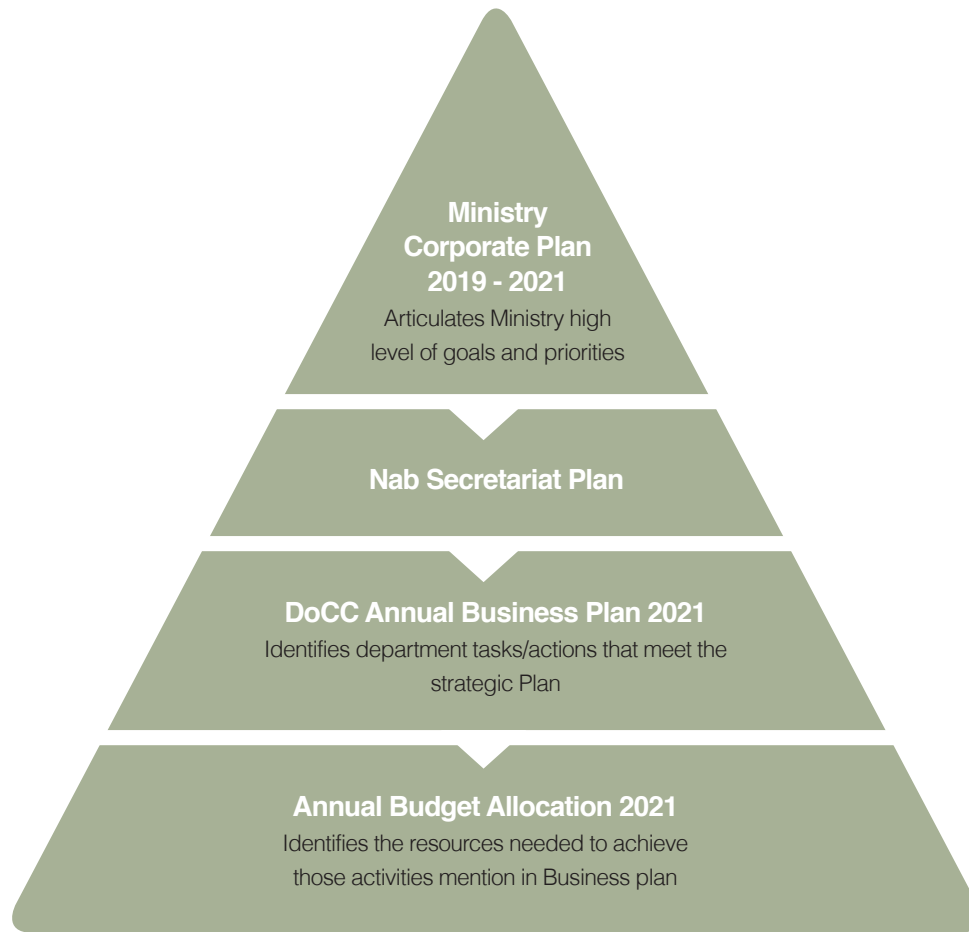 Ministry
Corporate Plan
2019 - 2021
Articulates Ministry high
level of goals and priorities
Nab Secretariat Plan
DoCC Annual Business Plan 2021
Identifies department tasks/actions that meet the
strategic Plan
Annual Budget Allocation 2021
Identifies the resources needed to achieve
those activities mention in Business plan